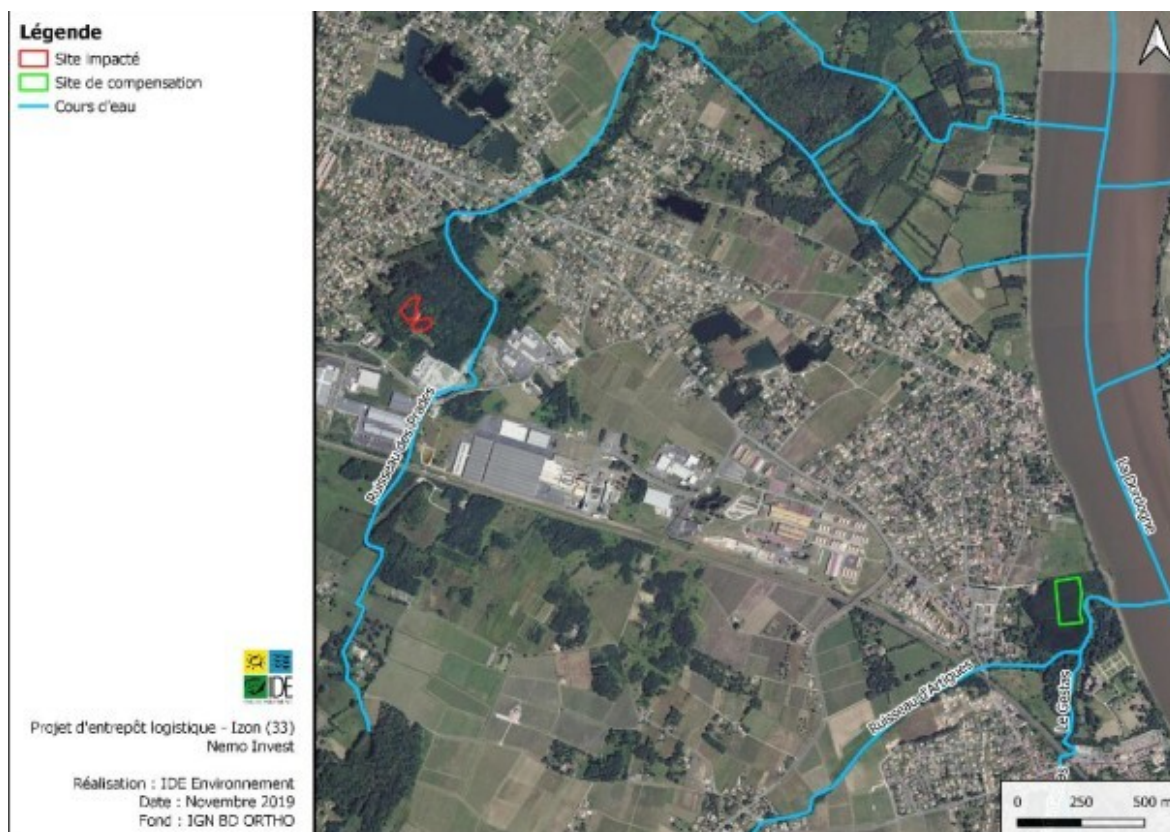 Légende
Site impacté
Site de compensation
Cours d'eau
Ruisseau des Prades
La Dordogne
Ruisseau d'Artigues
Le Gestas
IDE
Projet d'entrepôt logistique - Izon (33)
Nemo Invest
Réalisation : IDE Environnement
Date : Novembre 2019
Fond : IGN BD ORTHO
0 250 500 m